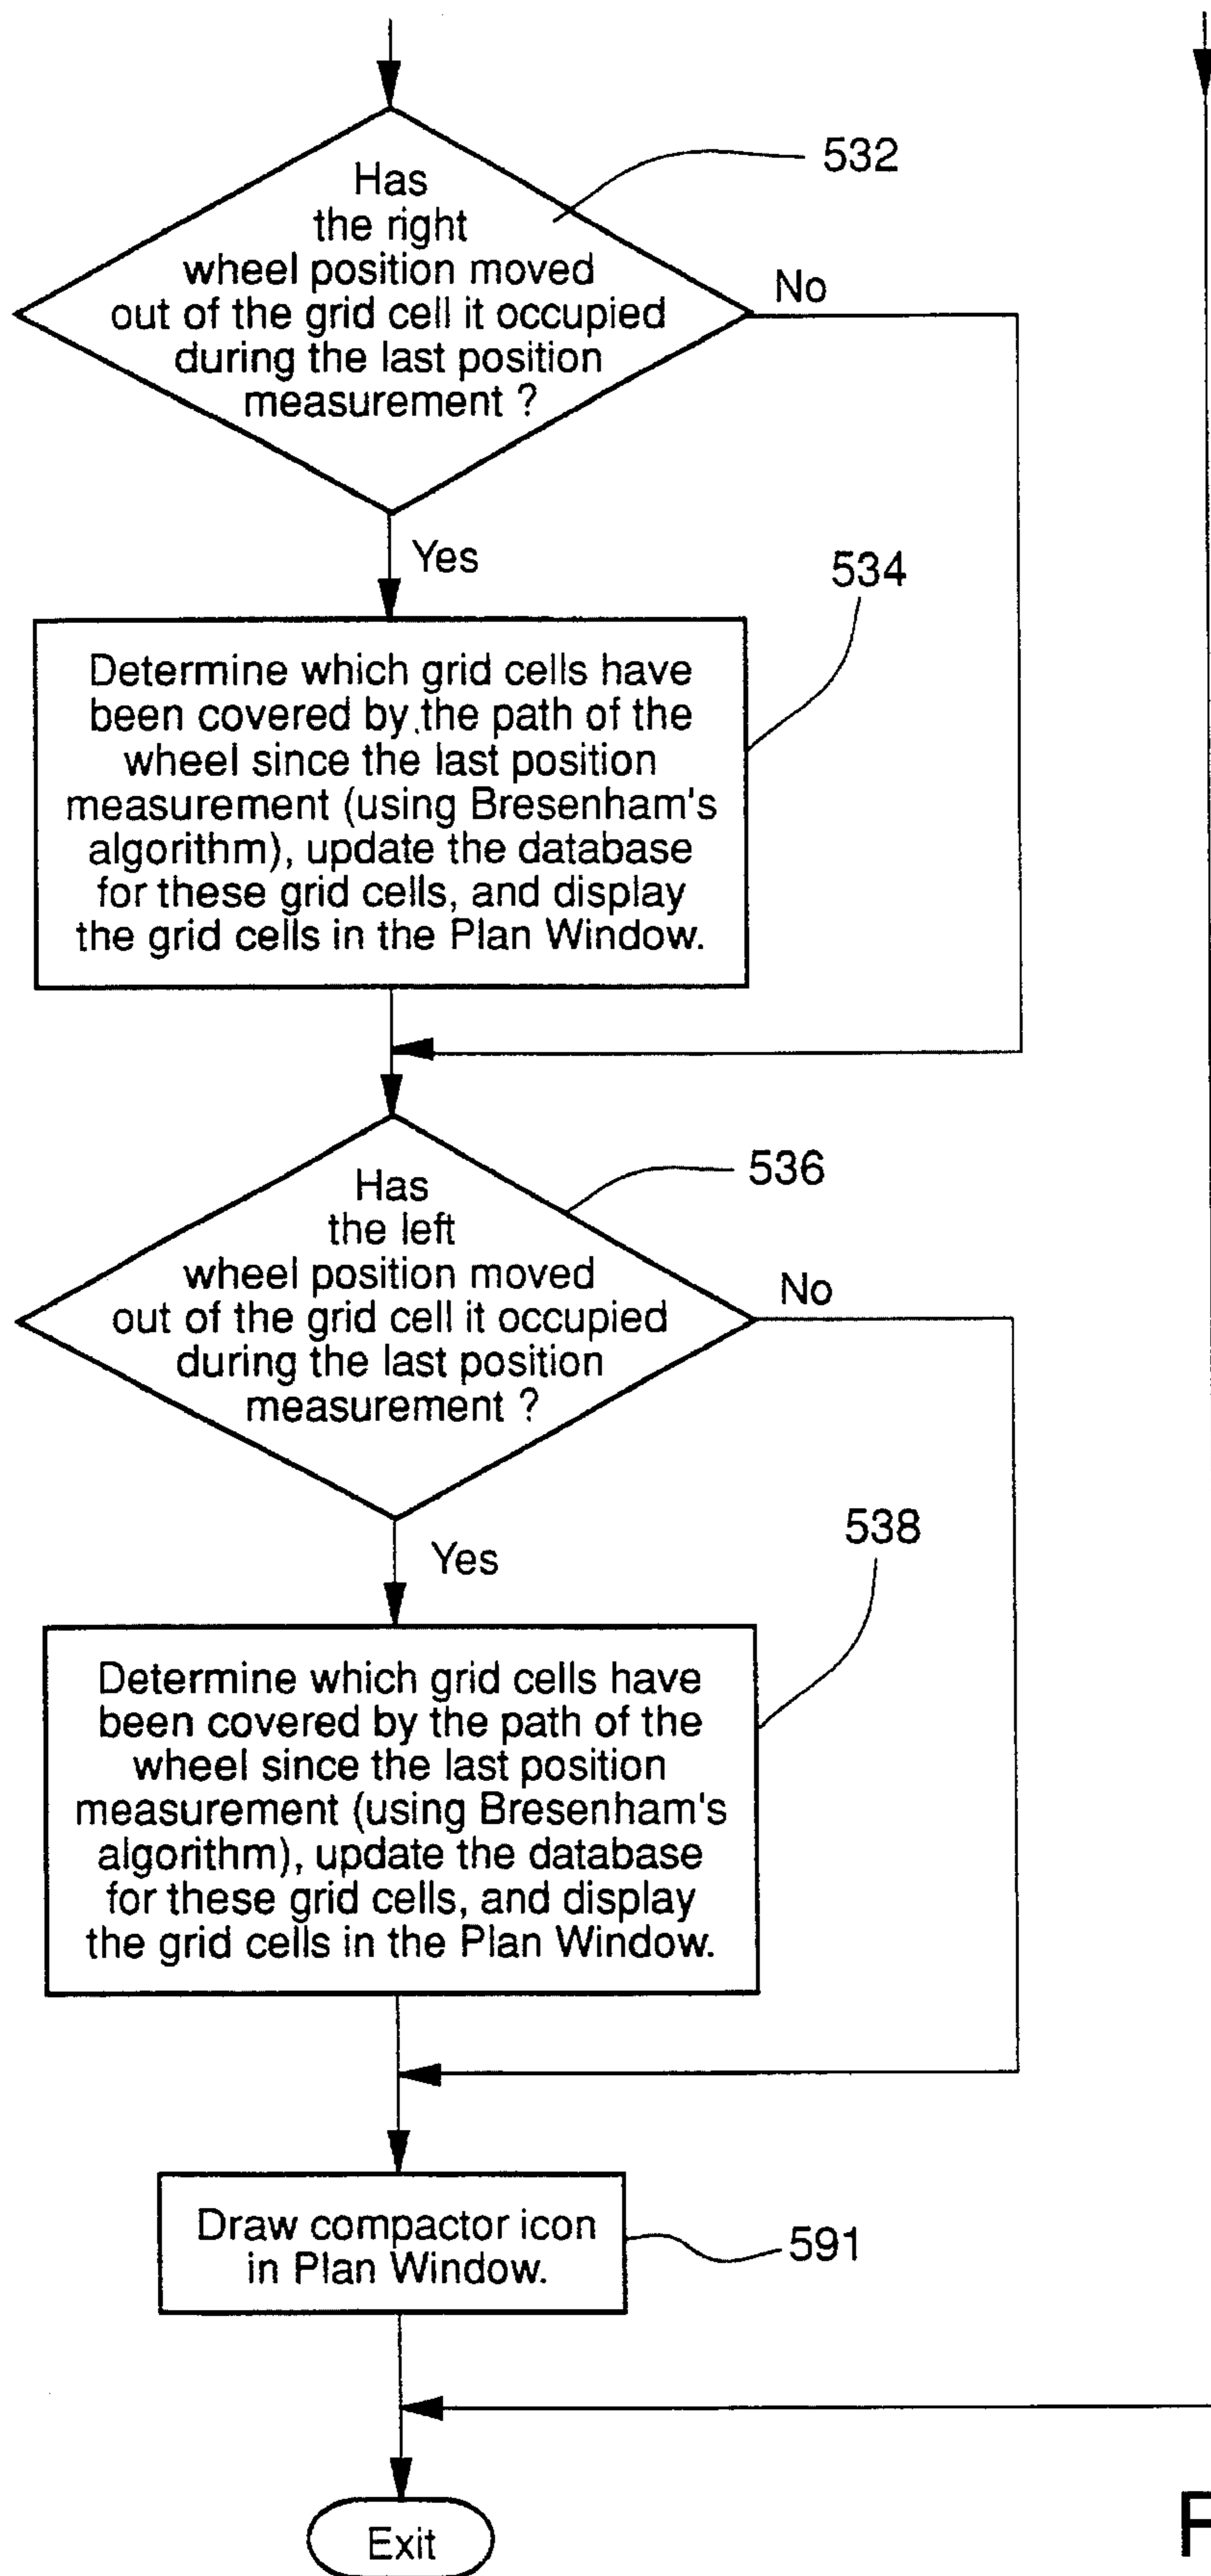 Has
the right
wheel position moved
out of the grid cell it occupied
during the last position
measurement ?
532
No
Yes
534
Determine which grid cells have
been covered by the path of the
wheel since the last position
measurement (using Bresenham's
algorithm), update the database
for these grid cells, and display
the grid cells in the Plan Window.
Has
the left
wheel position moved
out of the grid cell it occupied
during the last position
measurement ?
536
No
Yes
538
Determine which grid cells have
been covered by the path of the
wheel since the last position
measurement (using Bresenham's
algorithm), update the database
for these grid cells, and display
the grid cells in the Plan Window.
Draw compactor icon
in Plan Window.
591
Exit